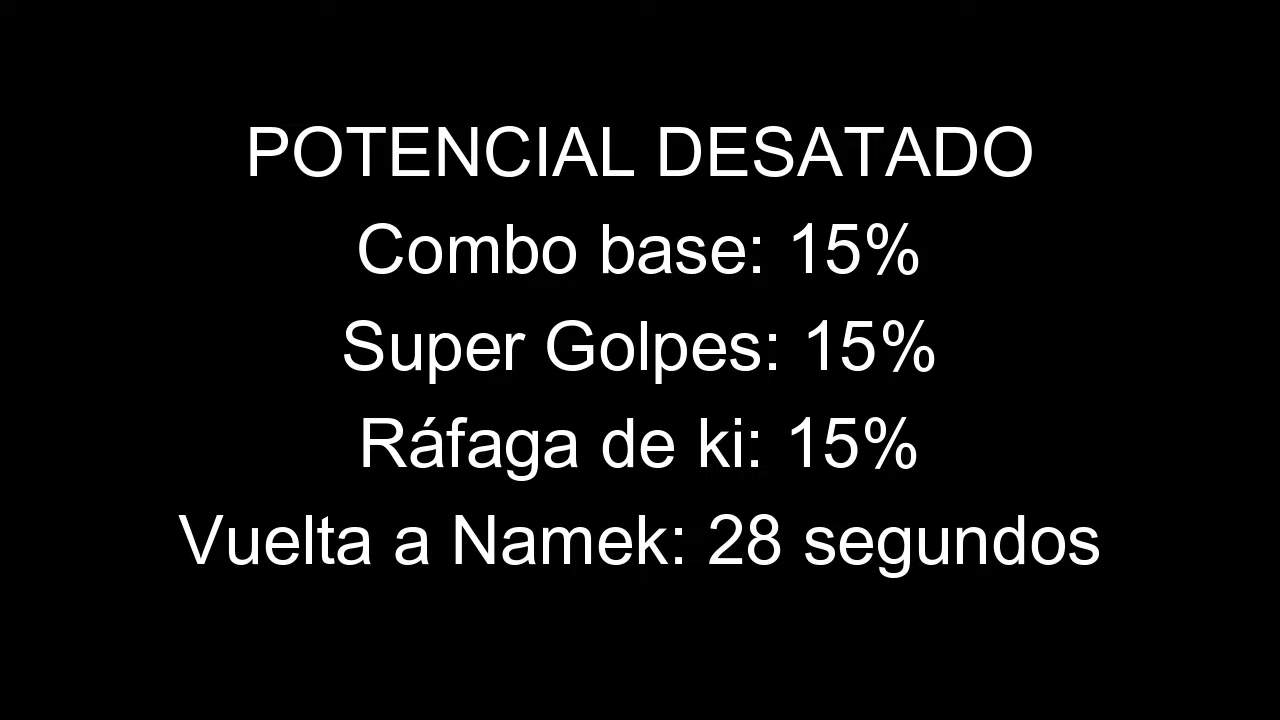 POTENCIAL DESATADO
Combo base: 15%
Super Golpes: 15%
Ráfaga de ki: 15%
Vuelta a Namek: 28 segundos